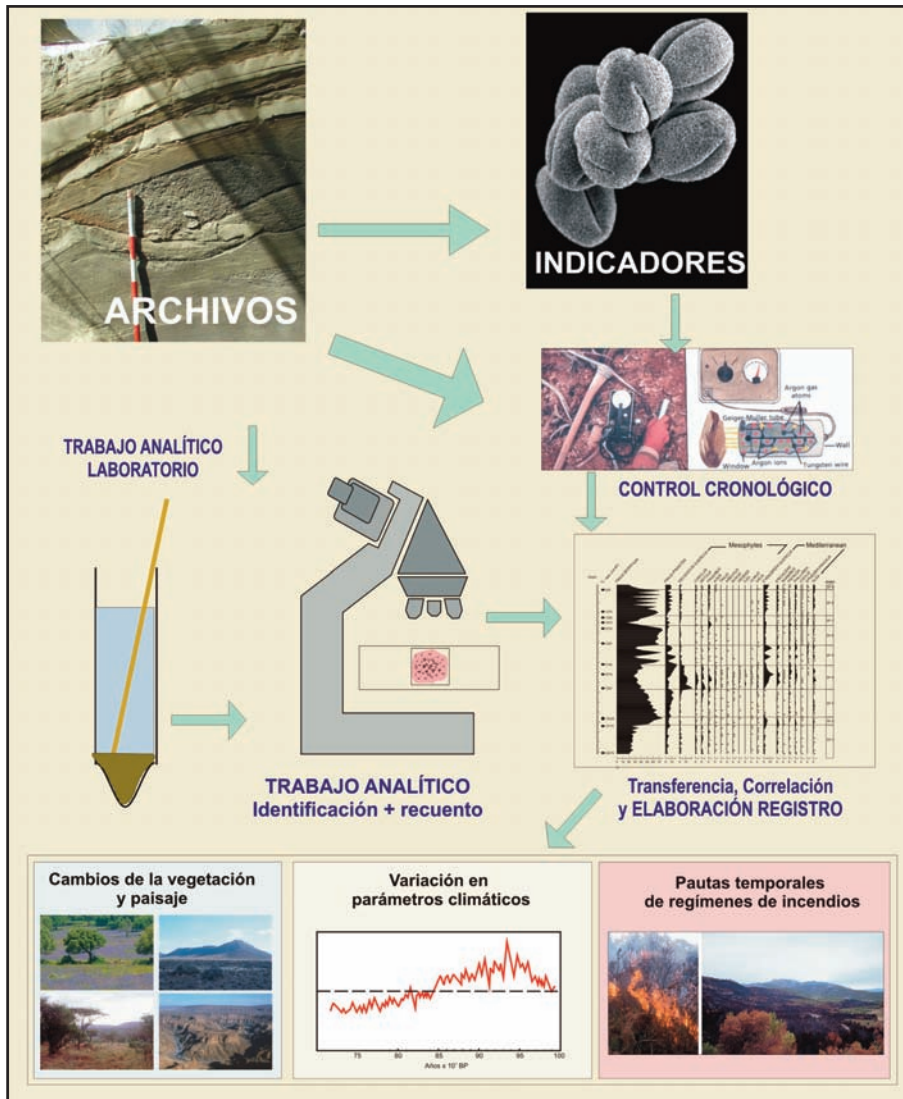 ARCHIVOS
INDICADORES
Argon gas
atoms
Geiger-Muller tube
Wall
Window
Argon ions
Tungsten wire
CONTROL CRONOLÓGICO
TRABAJO ANALÍTICO
LABORATORIO
Mesophytes
Mediterranean
TRABAJO ANALÍTICO
Identificación + recuento
Transferencia, Correlación
y ELABORACIÓN REGISTRO
Cambios de la vegetación
y paisaje
Variación en
parámetros climáticos
75
80
85
90
95
100
Pautas temporales
de regímenes de incendios